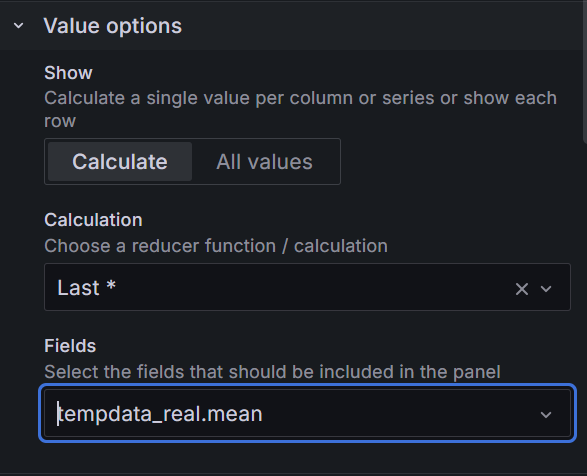 Value options
Show
Calculate a single value per column or series or show each
row
Calculate All values
Calculation
Choose a reducer function / calculation
Last *
Fields
Select the fields that should be included in the panel
tempdata_real.mean